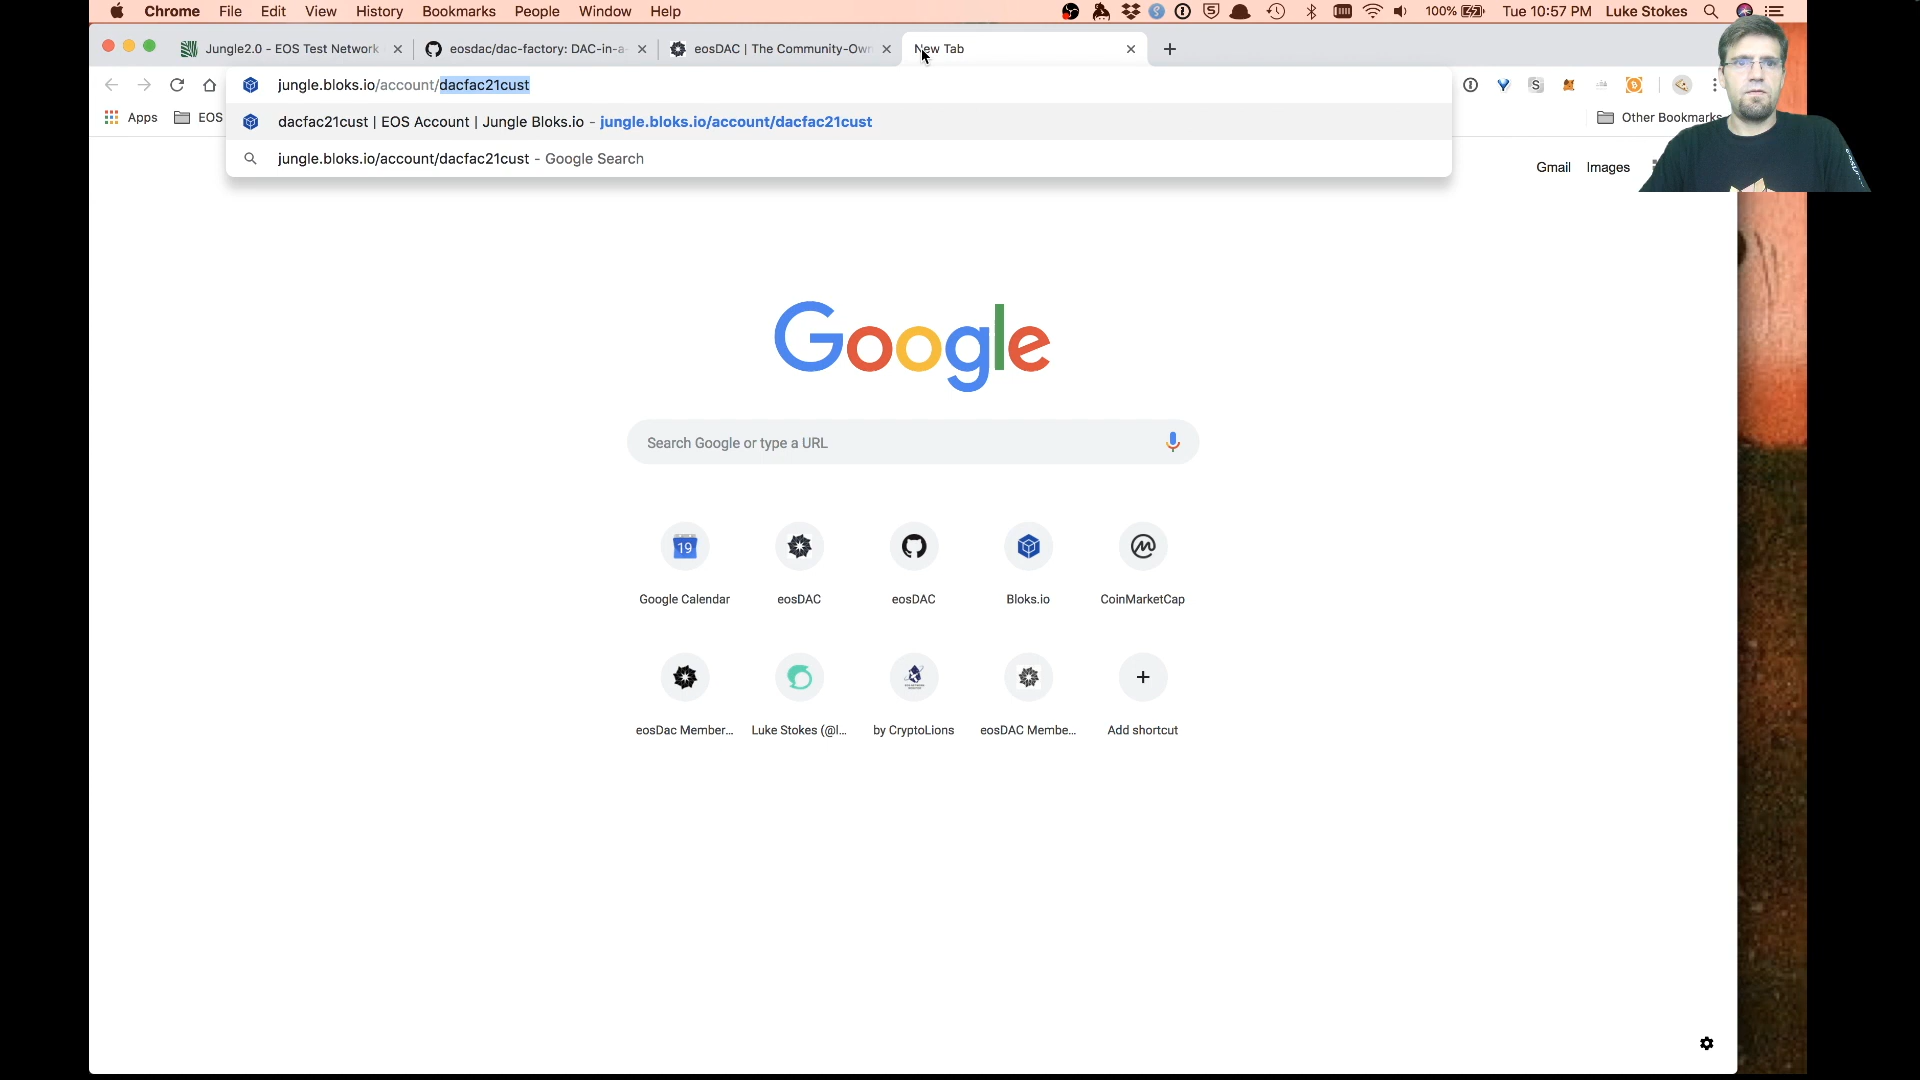 Chrome File Edit View History Bookmarks People Window Help 100% Tue 10:57 PM Luke Stokes
Jungle2.0 - EOS Test Network eosdac/dac-factory: DAC-in-a- eosDAC | The Community-Own New Tab
jungle.bloks.io/account/dacfac21cust
Apps EOS Other Bookmarks
dacfac21cust | EOS Account | Jungle Bloks.io - jungle.bloks.io/account/dacfac21cust
jungle.bloks.io/account/dacfac21cust - Google Search
Gmail Images
Google
Search Google or type a URL
19
Google Calendar eosDAC eosDAC Bloks.io CoinMarketCap
eosDac Member... Luke Stokes (@l... by CryptoLions eosDAC Membe... Add shortcut